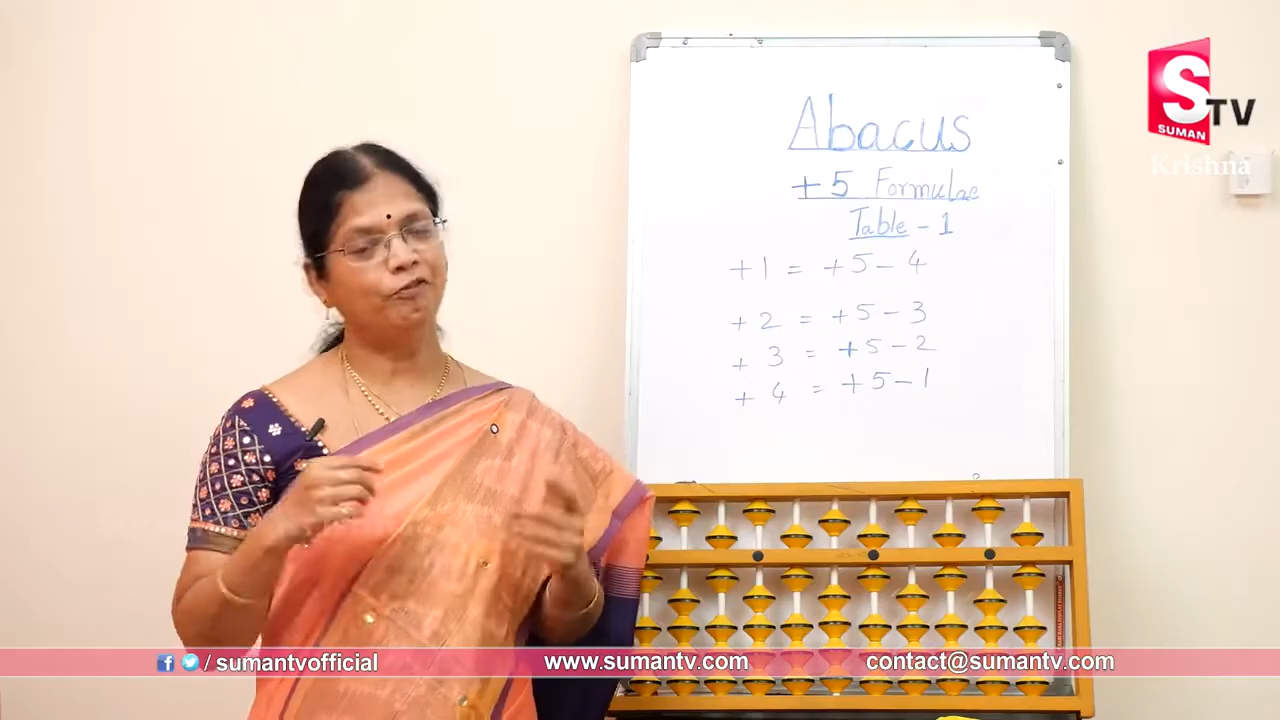 Abacus
+5 Formulae
Table - 1
+1 = +5-4
+2 = +5-3
+3 = +5-2
+4 = +5-1
S TV
SUMAN
Krishna
/ sumantvofficial
www.sumantv.com
contact@sumantv.com